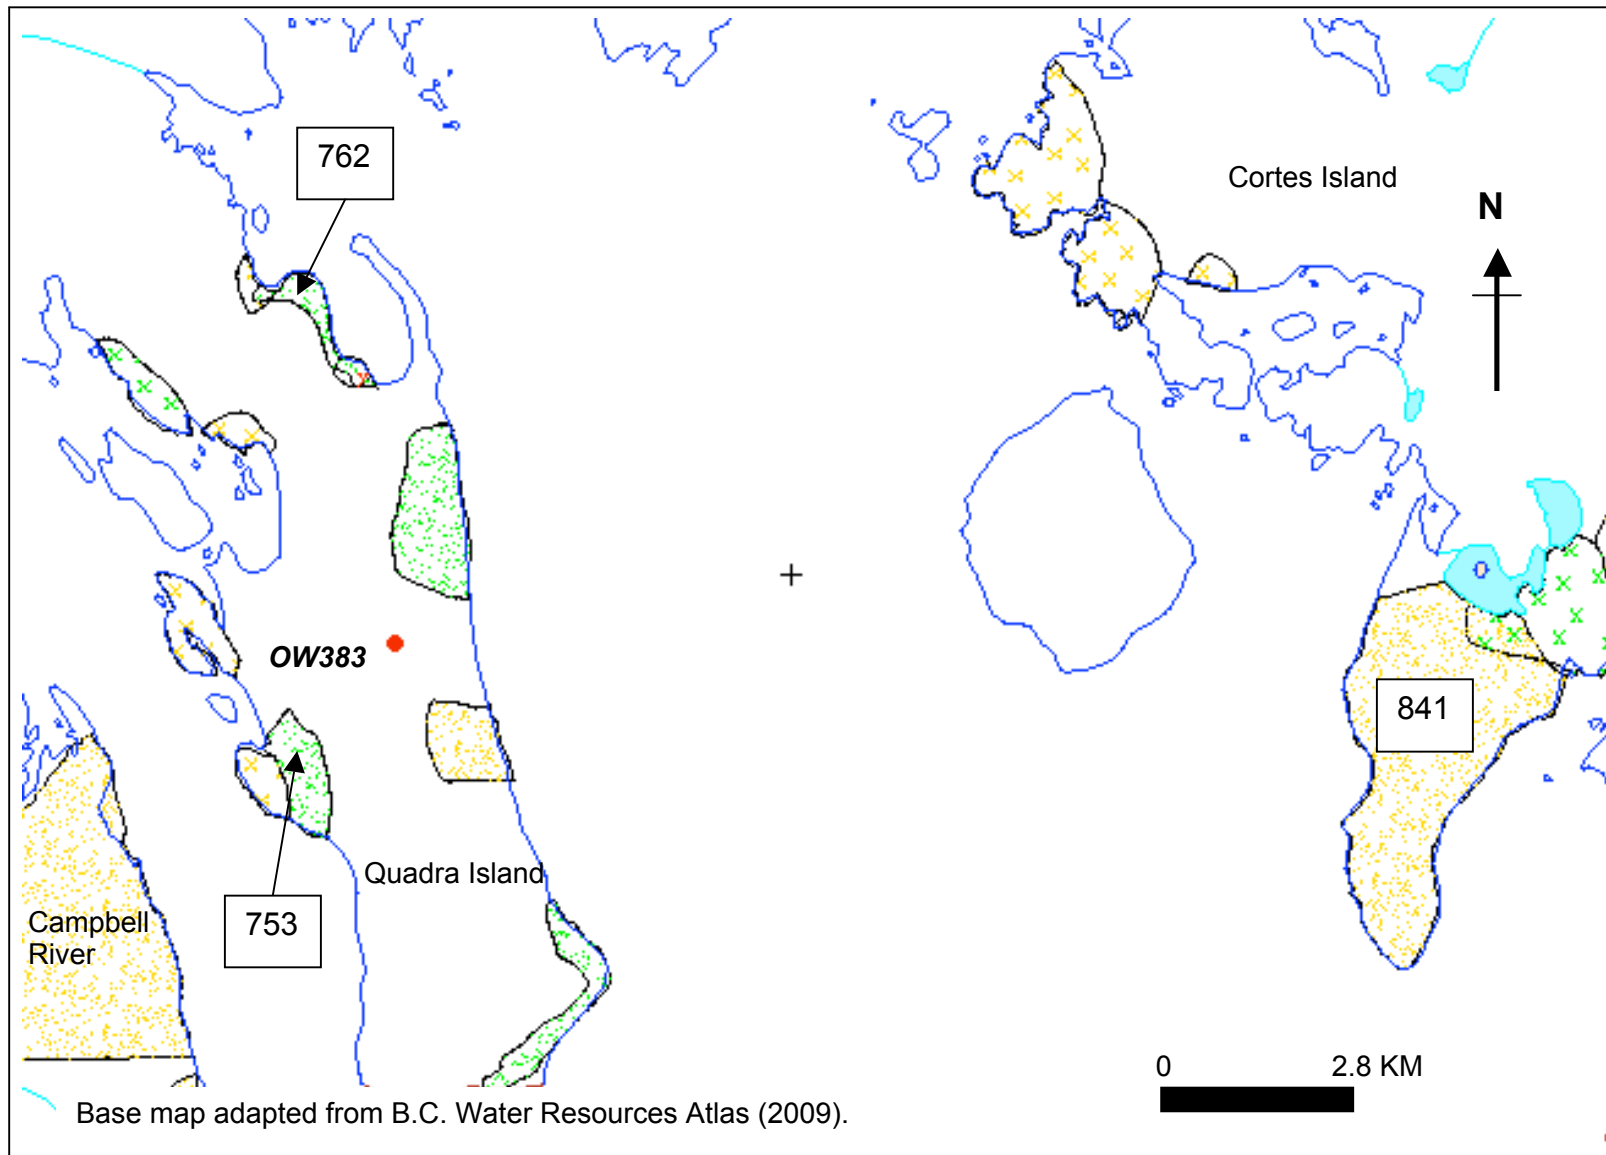 762
Cortes Island
N
OW383
841
Quadra Island
753
Campbell
River
0 2.8 KM
Base map adapted from B.C. Water Resources Atlas (2009).